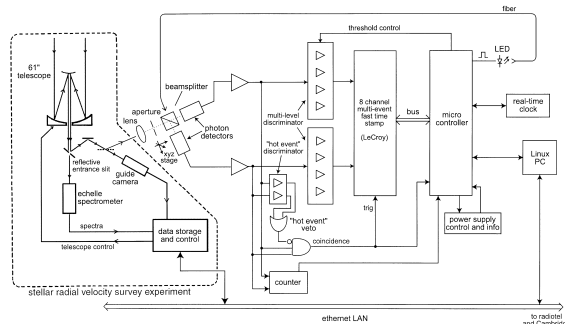 fiber
threshold control
LED
61"
telescope
beamsplitter
aperture
lens
xyz
stage
photon
detectors
multi-level
discriminator
"hot event"
discriminator
8 channel
multi-event
fast time
stamp
(LeCroy)
bus
micro
controller
real-time
clock
Linux
PC
reflective
entrance slit
guide
camera
echelle
spectrometer
"hot event"
veto
trig
power supply
control and info
spectra
telescope control
data storage
and control
coincidence
counter
stellar radial velocity survey experiment
ethernet LAN
to radiotel
and Cambridge